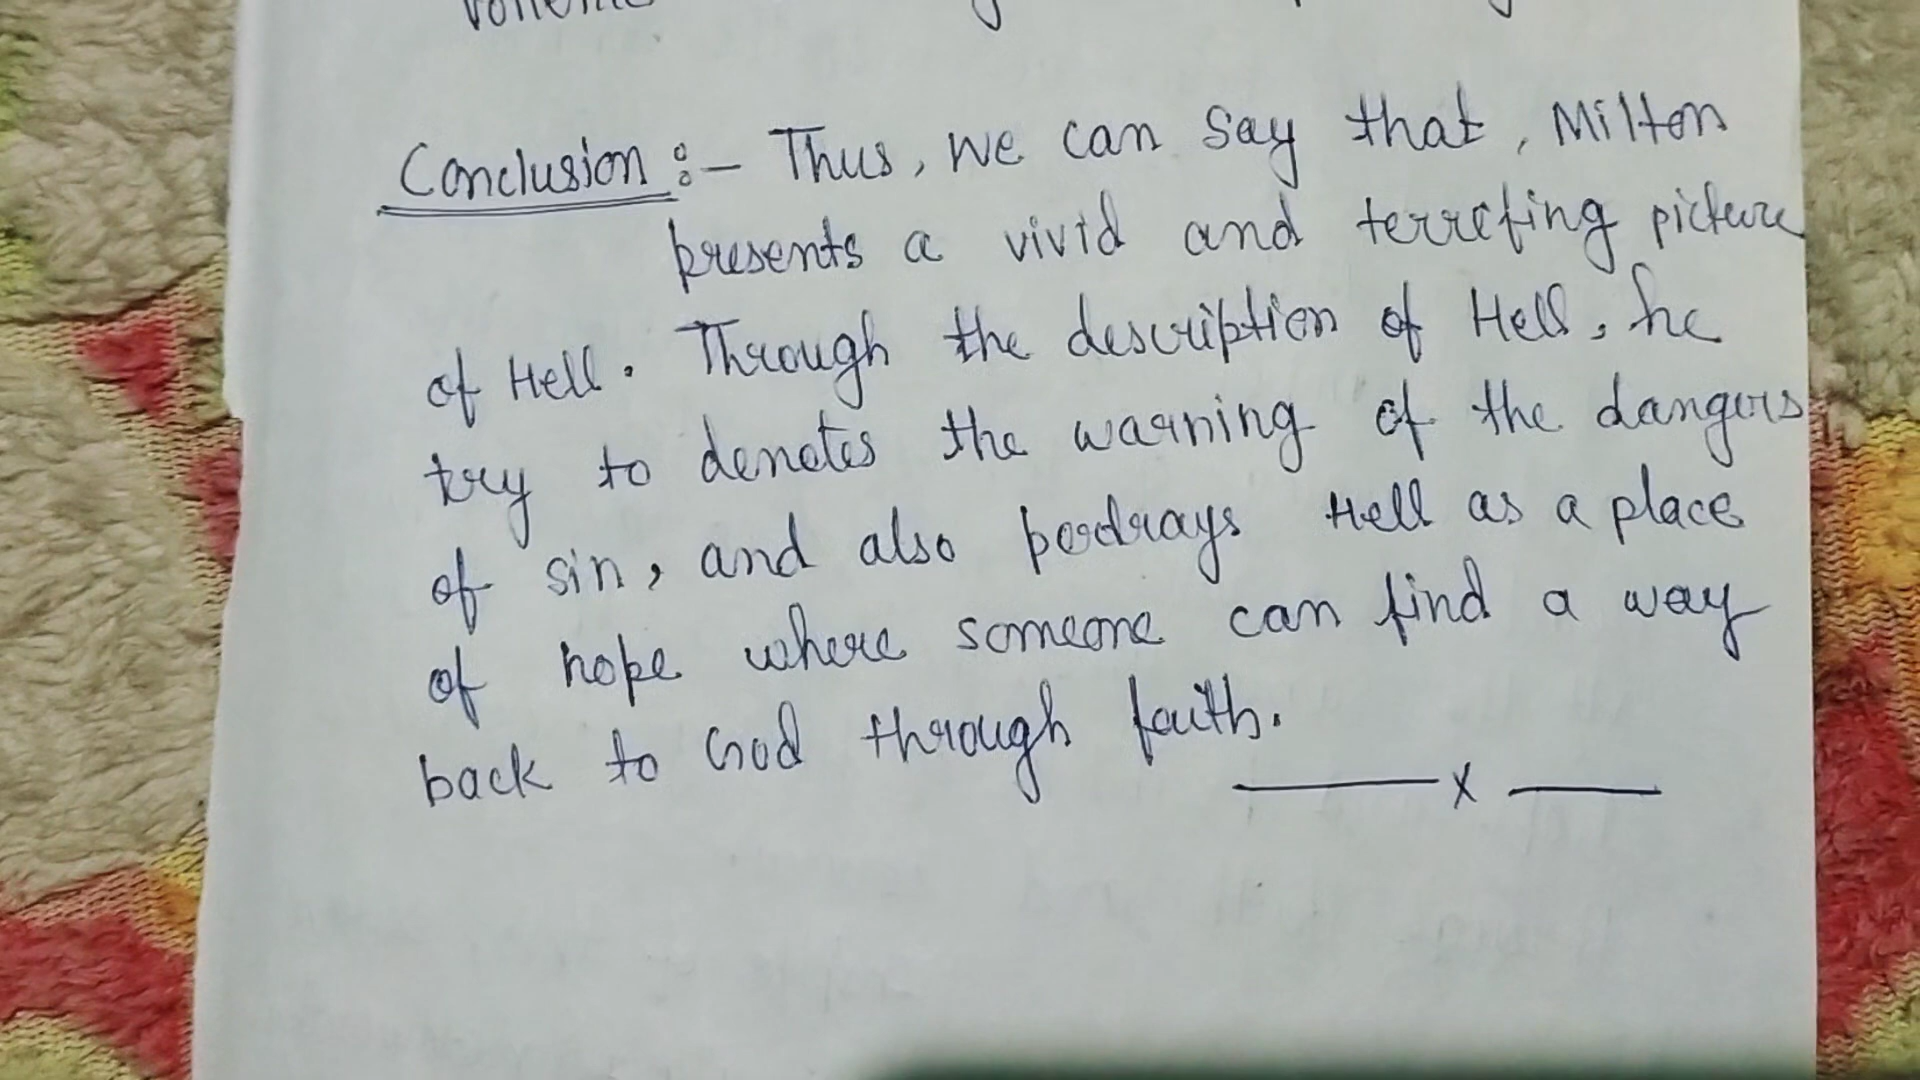 Conclusion :- Thus, we can say that, Milton
presents a vivid and terrefing picture
of Hell. Through the description of Hell, he
try to denotes the warning of the dangers
of sin, and also portrays Hell as a place
of hope where someone can find a way
back to God through faith.
x